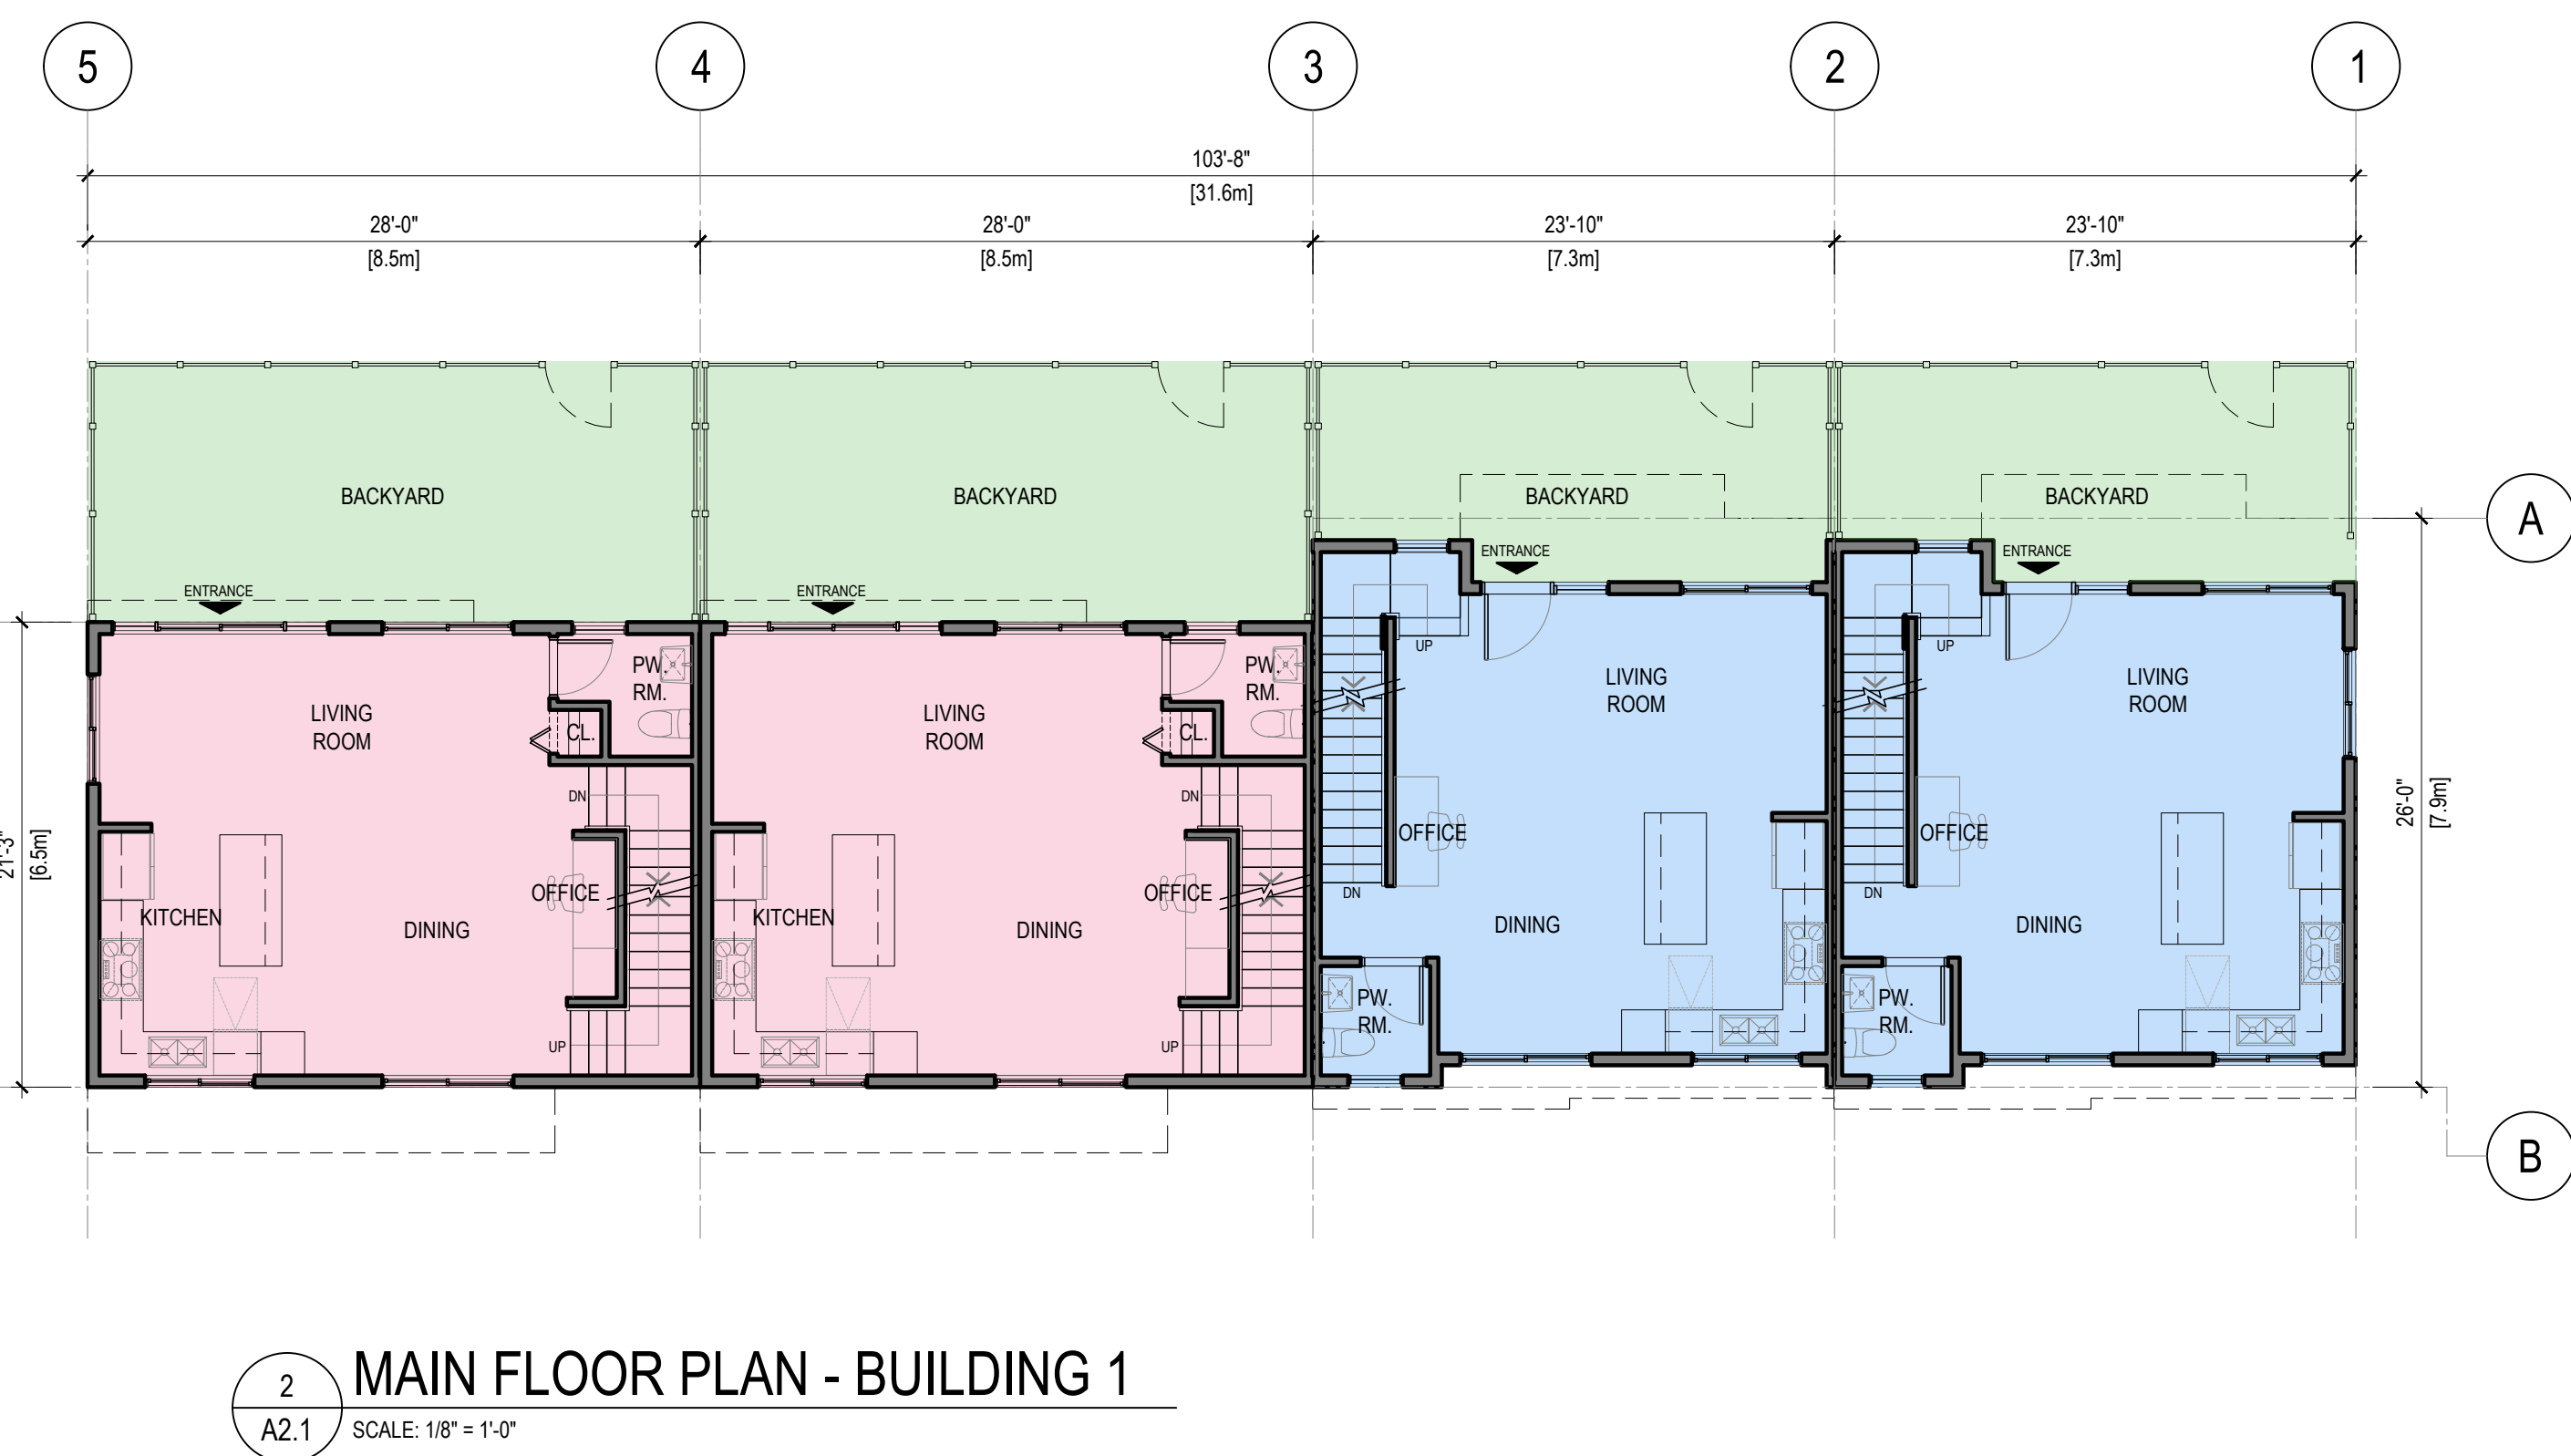 5
4
3
2
1
103'-8"
[31.6m]
28'-0"
28'-0"
23'-10"
23'-10"
[8.5m]
[8.5m]
[7.3m]
[7.3m]
BACKYARD
BACKYARD
BACKYARD
BACKYARD
A
ENTRANCE
ENTRANCE
ENTRANCE
ENTRANCE
UP
UP
PW.
RM.
PW.
RM.
LIVING
ROOM
LIVING
ROOM
LIVING
ROOM
LIVING
ROOM
CL.
CL.
DN
DN
26'-0"
[7.9m]
21'-3"
[6.5m]
OFFICE
OFFICE
OFFICE
OFFICE
DN
DN
KITCHEN
KITCHEN
DINING
DINING
DINING
DINING
PW.
RM.
PW.
RM.
UP
UP
B
2
A2.1
MAIN FLOOR PLAN - BUILDING 1
SCALE: 1/8" = 1'-0"